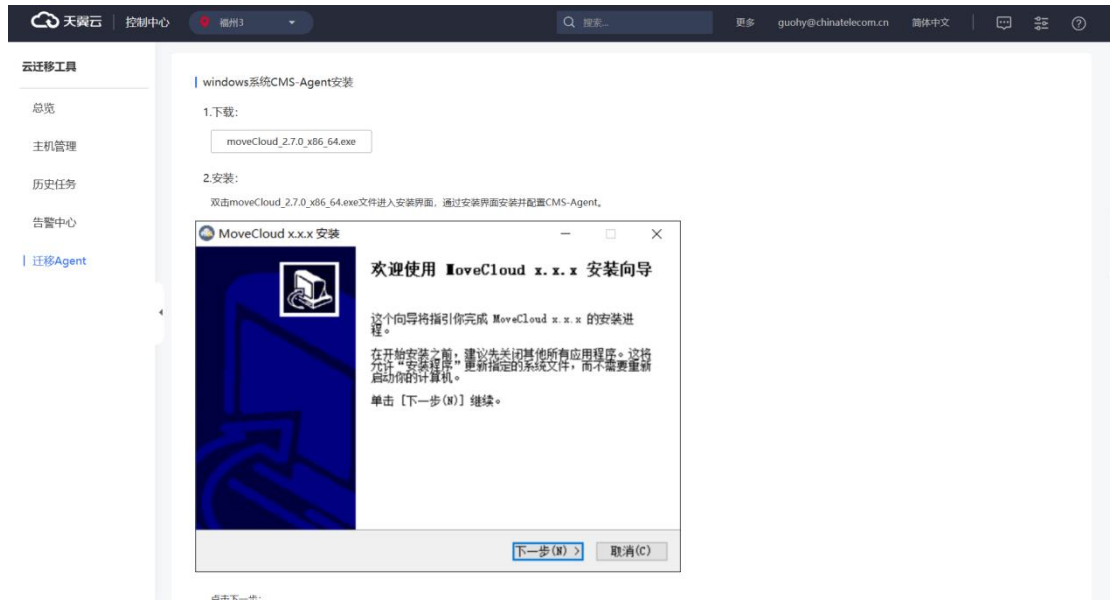 天翼云 控制中心 福州3 搜索... 更多 guohy@chinatelecom.cn 简体中文
云迁移工具
总览
主机管理
历史任务
告警中心
迁移Agent
windows系统CMS-Agent安装
1.下载:
moveCloud_2.7.0_x86_64.exe
2.安装:
双击moveCloud_2.7.0_x86_64.exe文件进入安装界面，通过安装界面安装并配置CMS-Agent。
MoveCloud x.x.x 安装
欢迎使用 MoveCloud x.x.x 安装向导
这个向导将指引你完成 MoveCloud x.x.x 的安装进
程。
在开始安装之前，建议先关闭其他所有应用程序。这将
允许“安装程序”更新指定的系统文件，而不需要重新
启动你的计算机。
单击 [下一步(N)] 继续。
下一步(N) >
取消(C)
点击下一步: